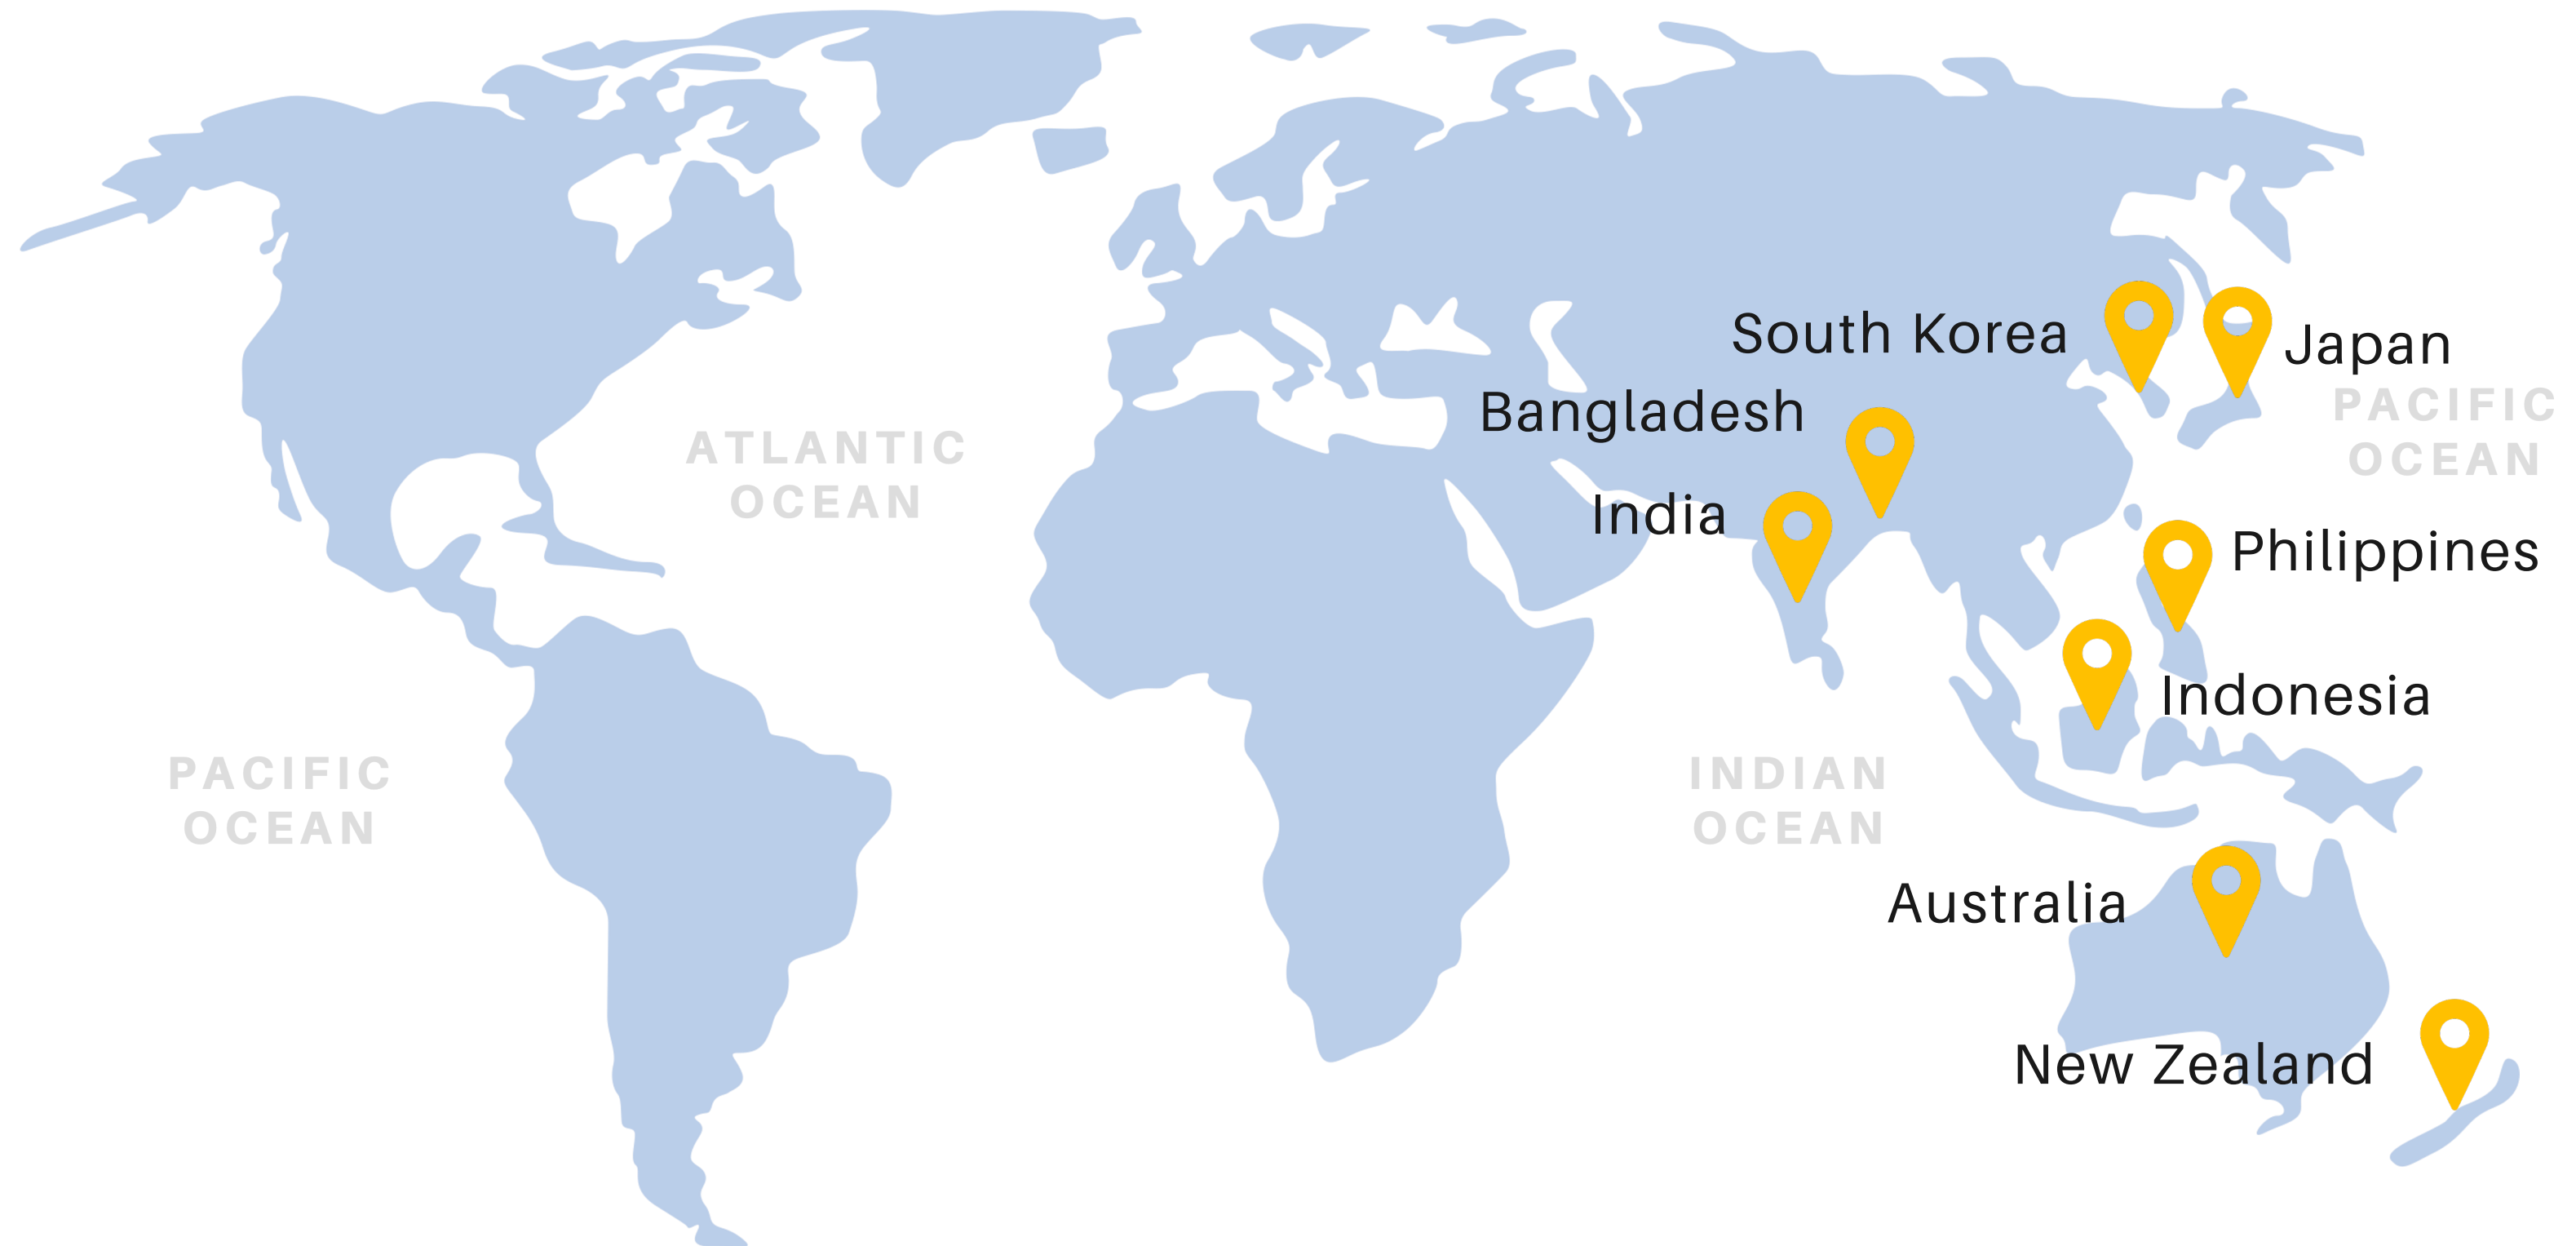 South Korea
Japan
Bangladesh
PACIFIC
OCEAN
ATLANTIC
OCEAN
India
Philippines
Indonesia
PACIFIC
OCEAN
INDIAN
OCEAN
Australia
New Zealand